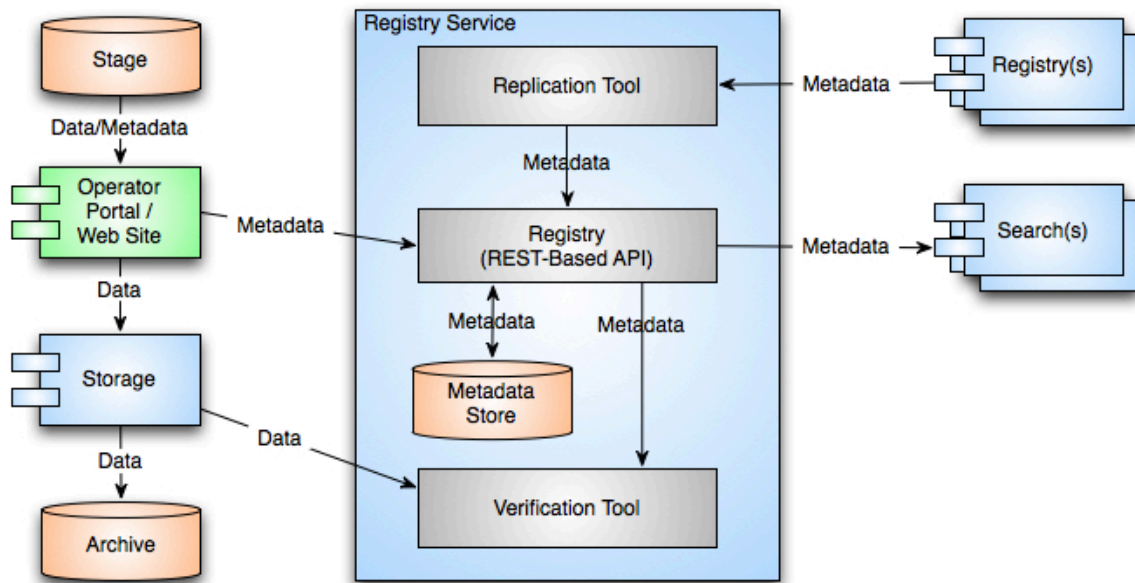 Registry Service
Stage
Replication Tool
Metadata
Registry(s)
Data/Metadata
Metadata
Operator
Portal /
Web Site
Metadata
Registry
(REST-Based API)
Metadata
Search(s)
Data
Metadata
Metadata
Storage
Metadata
Store
Data
Data
Verification Tool
Archive